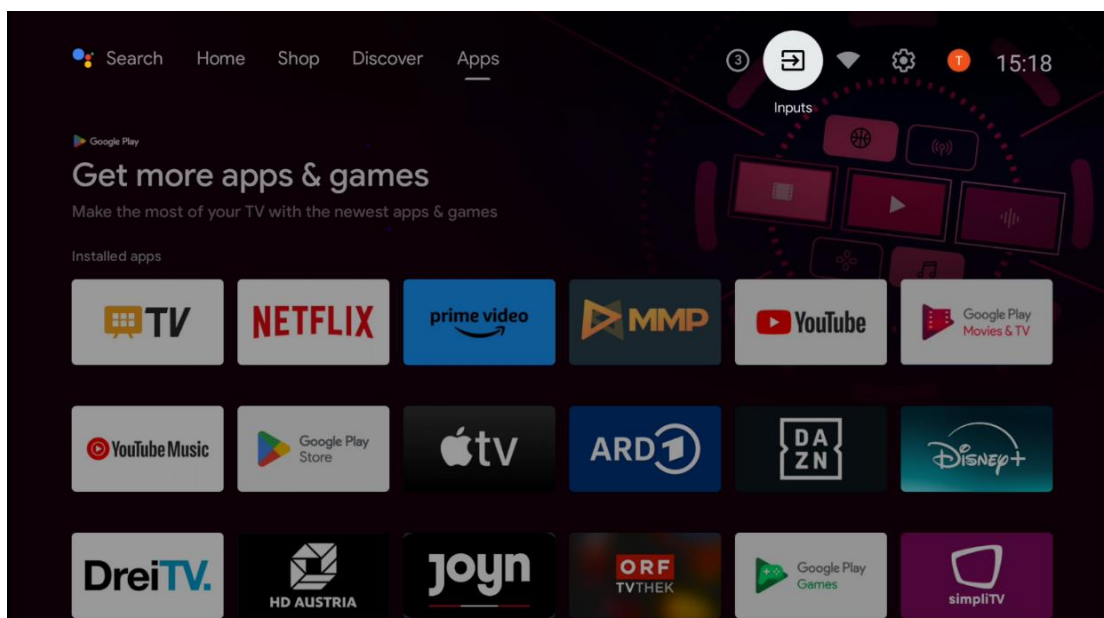 Search Home Shop Discover Apps 3 T 15:18
Inputs
Google Play
Get more apps & games
Make the most of your TV with the newest apps & games
Installed apps
TV
NETFLIX
prime video
MMP
YouTube
Google Play
Movies & TV
YouTube Music
Google Play
Store
tv
ARD 1
DA
ZN
Disney+
DreiTV.
HD AUSTRIA
Joyn
ORF
TVTHEK
Google Play
Games
simpliTV